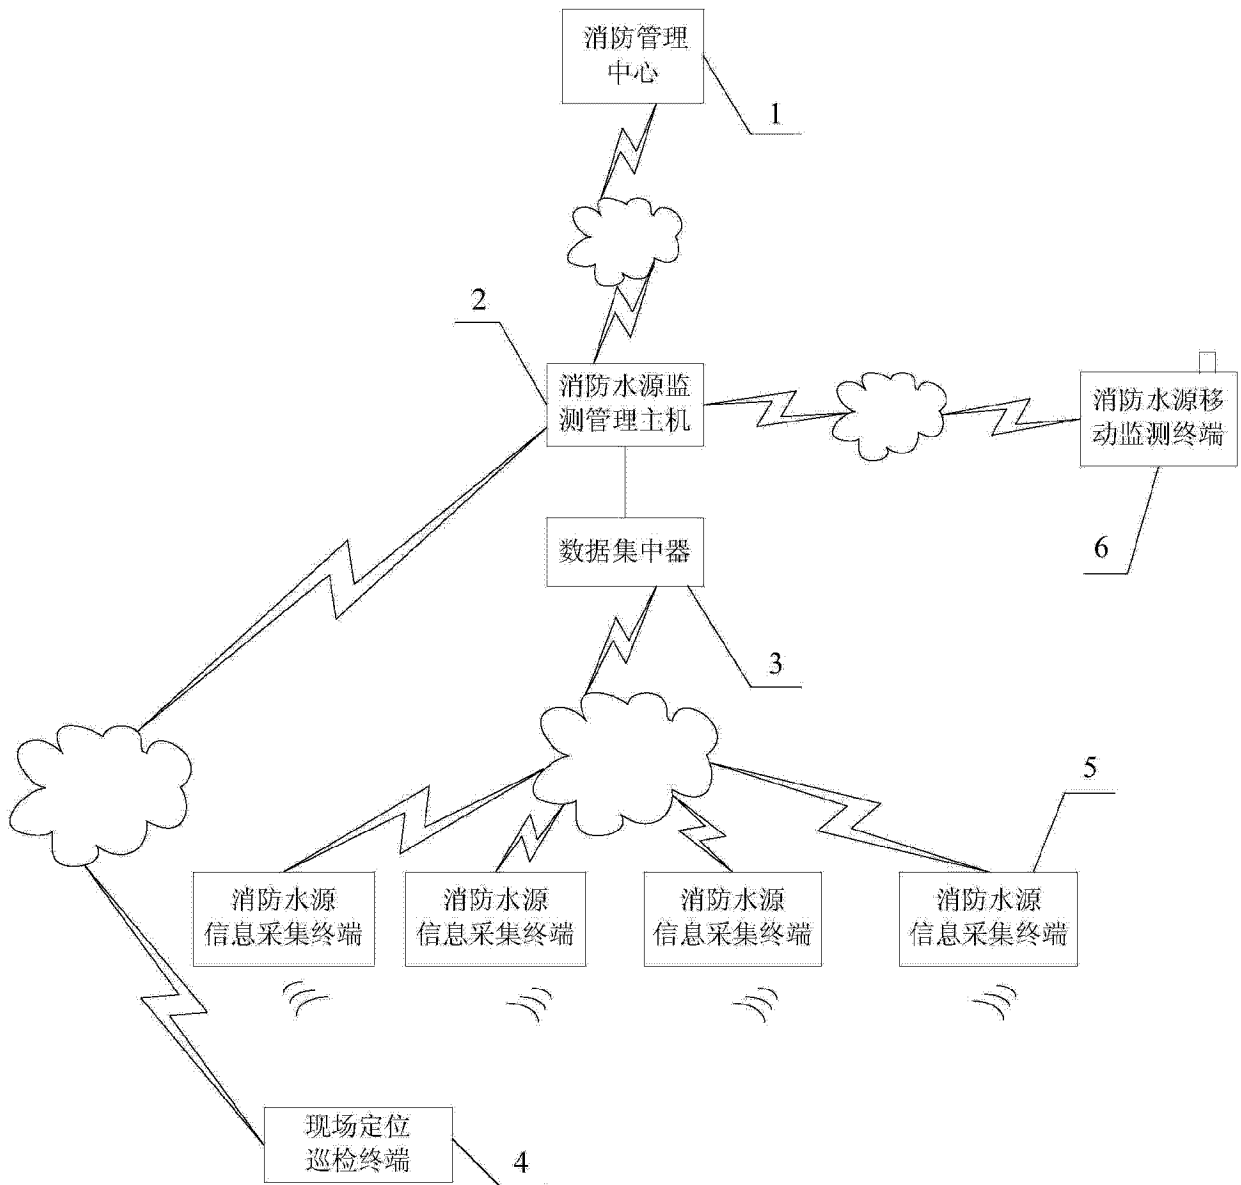 消防管理
中心
1
2
消防水源监
测管理主机
消防水源移
动监测终端
6
数据集中器
3
5
消防水源
信息采集终端
消防水源
信息采集终端
消防水源
信息采集终端
消防水源
信息采集终端
现场定位
巡检终端
4